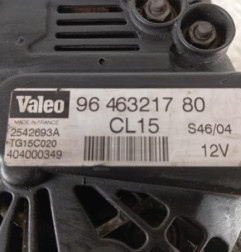 Valeo 96 463217 80
MADE IN FRANCE CL15 S46/04
2542693A
TG15C020 12V
404000349